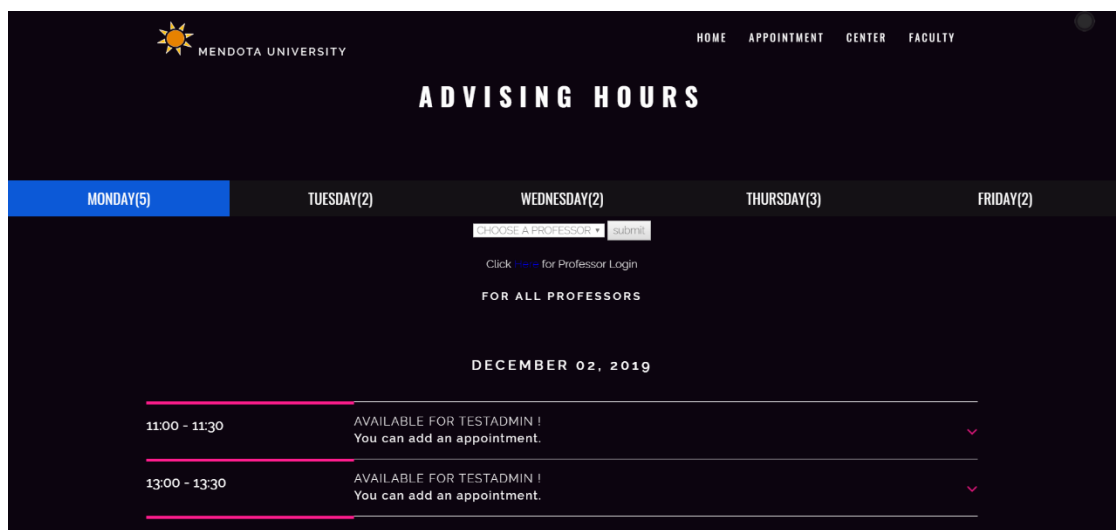 MENDOTA UNIVERSITY
HOME APPOINTMENT CENTER FACULTY
ADVISING HOURS
MONDAY(5) TUESDAY(2) WEDNESDAY(2) THURSDAY(3) FRIDAY(2)
CHOOSE A PROFESSOR submit
Click for Professor Login
FOR ALL PROFESSORS
DECEMBER 02, 2019
11:00 - 11:30 AVAILABLE FOR TESTADMIN !
You can add an appointment.
13:00 - 13:30 AVAILABLE FOR TESTADMIN !
You can add an appointment.